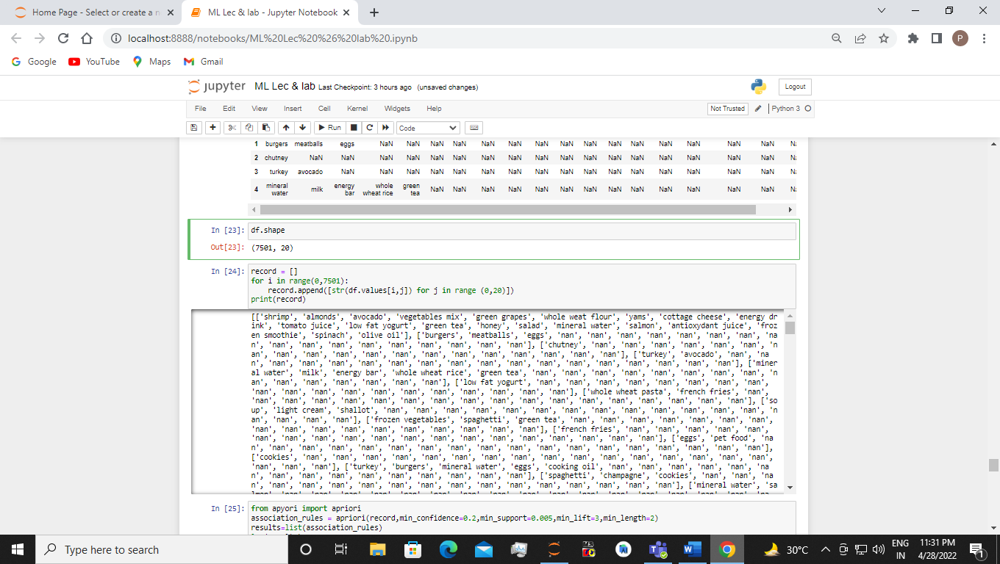 Home Page - Select or create a n
ML Lec & lab - Jupyter Notebook
localhost:8888/notebooks/ML%20Lec%20%26%20lab%20.ipynb
P
Google YouTube Maps Gmail
jupyter ML Lec & lab Last Checkpoint: 3 hours ago (unsaved changes)
Logout
File Edit View Insert Cell Kernel Widgets Help
Not Trusted Python 3
Run Code
1 burgers meatballs eggs NaN NaN NaN NaN NaN NaN NaN NaN NaN NaN NaN NaN NaN NaN NaN Na
2 chutney NaN NaN NaN NaN NaN NaN NaN NaN NaN NaN NaN NaN NaN NaN NaN NaN NaN Na
3 turkey avocado NaN NaN NaN NaN NaN NaN NaN NaN NaN NaN NaN NaN NaN NaN NaN NaN Na
4 mineral water milk energy bar whole wheat rice green tea NaN NaN NaN NaN NaN NaN NaN NaN NaN NaN NaN NaN NaN Na
In [23]: df.shape
Out[23]: (7501, 20)
In [24]: record = []
for i in range(0,7501):
    record.append([str(df.values[i,j]) for j in range (0,20)])
print(record)
[['shrimp', 'almonds', 'avocado', 'vegetables mix', 'green grapes', 'whole weat flour', 'yams', 'cottage cheese', 'energy dr
ink', 'tomato juice', 'low fat yogurt', 'green tea', 'honey', 'salad', 'mineral water', 'salmon', 'antioxydant juice', 'froz
en smoothie', 'spinach', 'olive oil'], ['burgers', 'meatballs', 'eggs', 'nan', 'nan', 'nan', 'nan', 'nan', 'nan', 'nan', 'na
n', 'nan', 'nan', 'nan', 'nan', 'nan', 'nan', 'nan', 'nan', 'nan'], ['chutney', 'nan', 'nan', 'nan', 'nan', 'nan', 'nan', 'n
an', 'nan', 'nan', 'nan', 'nan', 'nan', 'nan', 'nan', 'nan', 'nan', 'nan', 'nan', 'nan'], ['turkey', 'avocado', 'nan', 'na
n', 'nan', 'nan', 'nan', 'nan', 'nan', 'nan', 'nan', 'nan', 'nan', 'nan', 'nan', 'nan', 'nan', 'nan', 'nan', 'nan'], ['miner
al water', 'milk', 'energy bar', 'whole wheat rice', 'green tea', 'nan', 'nan', 'nan', 'nan', 'nan', 'nan', 'nan', 'nan', 'n
an', 'nan', 'nan', 'nan', 'nan', 'nan', 'nan'], ['low fat yogurt', 'nan', 'nan', 'nan', 'nan', 'nan', 'nan', 'nan', 'nan',
'nan', 'nan', 'nan', 'nan', 'nan', 'nan', 'nan', 'nan', 'nan', 'nan', 'nan'], ['whole wheat pasta', 'french fries', 'nan',
'nan', 'nan', 'nan', 'nan', 'nan', 'nan', 'nan', 'nan', 'nan', 'nan', 'nan', 'nan', 'nan', 'nan', 'nan', 'nan', 'nan'], ['so
up', 'light cream', 'shallot', 'nan', 'nan', 'nan', 'nan', 'nan', 'nan', 'nan', 'nan', 'nan', 'nan', 'nan', 'nan', 'nan', 'n
an', 'nan', 'nan', 'nan'], ['frozen vegetables', 'spaghetti', 'green tea', 'nan', 'nan', 'nan', 'nan', 'nan', 'nan', 'nan',
'nan', 'nan', 'nan', 'nan', 'nan', 'nan', 'nan', 'nan', 'nan', 'nan'], ['french fries', 'nan', 'nan', 'nan', 'nan', 'nan',
'nan', 'nan', 'nan', 'nan', 'nan', 'nan', 'nan', 'nan', 'nan', 'nan', 'nan', 'nan', 'nan', 'nan'], ['eggs', 'pet food', 'na
n', 'nan', 'nan', 'nan', 'nan', 'nan', 'nan', 'nan', 'nan', 'nan', 'nan', 'nan', 'nan', 'nan', 'nan', 'nan', 'nan', 'nan'],
['cookies', 'nan', 'nan', 'nan', 'nan', 'nan', 'nan', 'nan', 'nan', 'nan', 'nan', 'nan', 'nan', 'nan', 'nan', 'nan', 'nan',
'nan', 'nan', 'nan'], ['turkey', 'burgers', 'mineral water', 'eggs', 'cooking oil', 'nan', 'nan', 'nan', 'nan', 'nan', 'na
n', 'nan', 'nan', 'nan', 'nan', 'nan', 'nan', 'nan', 'nan', 'nan'], ['spaghetti', 'champagne', 'cookies', 'nan', 'nan', 'na
n', 'nan', 'nan', 'nan', 'nan', 'nan', 'nan', 'nan', 'nan', 'nan', 'nan', 'nan', 'nan', 'nan', 'nan'], ['mineral water', 'sa
In [25]: from apyori import apriori
association_rules = apriori(record,min_confidence=0.2,min_support=0.005,min_lift=3,min_length=2)
results=list(association_rules)
Type here to search
30°C
ENG IN
11:31 PM
4/28/2022
1